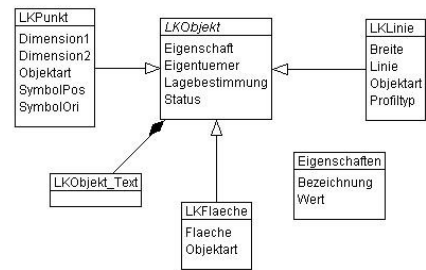 LKPunkt
Dimension1
Dimension2
Objektart
SymbolPos
SymbolOri
LKObjekt
Eigenschaft
Eigentuemer
Lagebestimmung
Status
LKLinie
Breite
Linie
Objektart
Profiltyp
LKObjekt_Text
LKFlaeche
Flaeche
Objektart
Eigenschaften
Bezeichnung
Wert